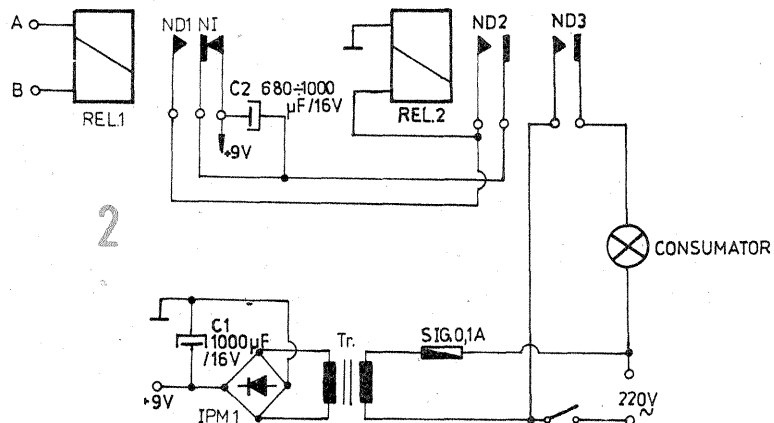 A
B
REL.1
ND1 NI
C2 680÷1000
µF/16V
+9V
REL.2
ND2
ND3
2
CONSUMATOR
C1
1000µF
/16V
+9V
IPM1
Tr.
SIG.0,1A
220V
~